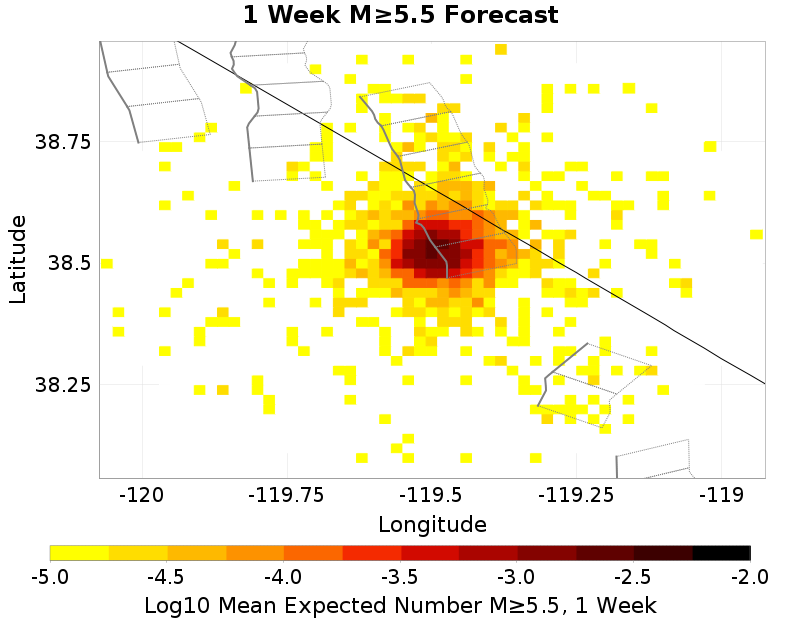 1 Week M≥5.5 Forecast
38.75
38.5
38.25
Latitude
-120 -119.75 -119.5 -119.25 -119
Longitude
-5.0 -4.5 -4.0 -3.5 -3.0 -2.5 -2.0
Log10 Mean Expected Number M≥5.5, 1 Week